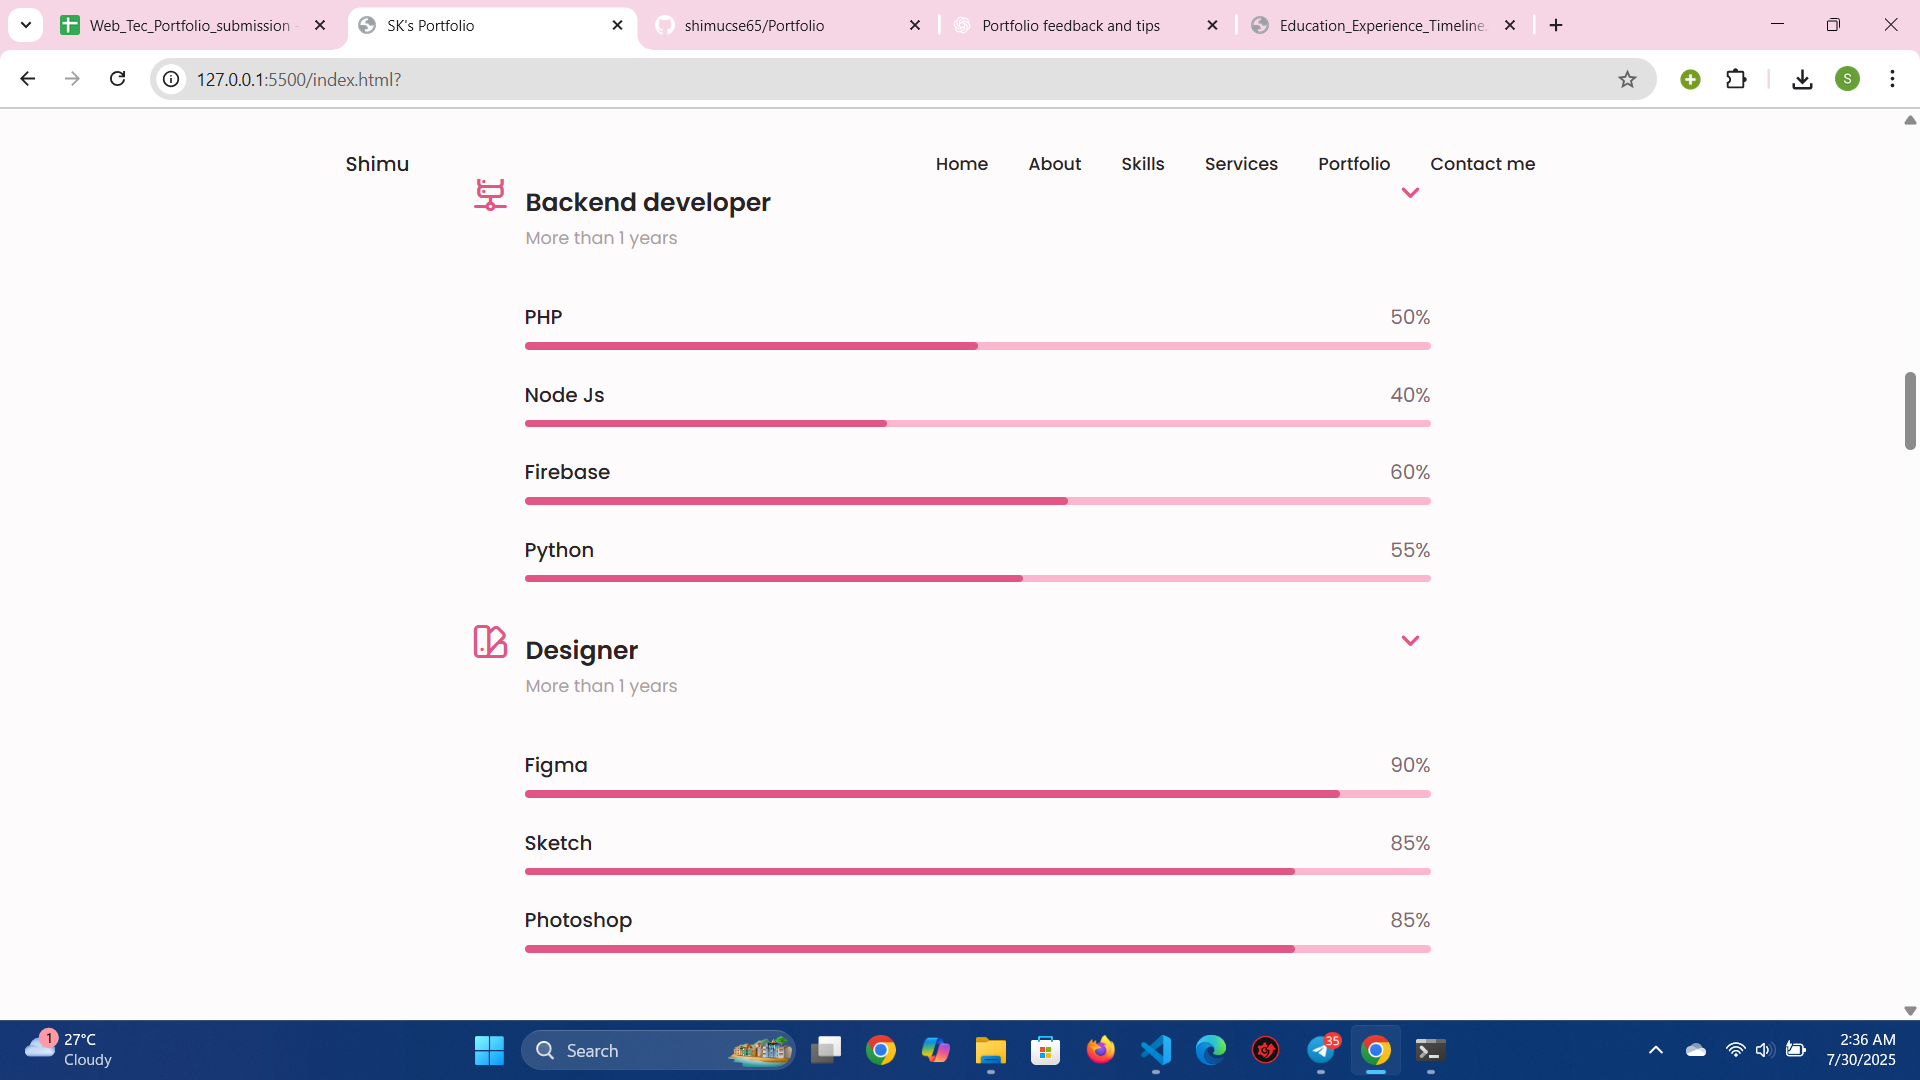 Web_Tec_Portfolio_submission -
SK's Portfolio
shimucse65/Portfolio
Portfolio feedback and tips
Education_Experience_Timeline.
127.0.0.1:5500/index.html?
S
Shimu
Home
About
Skills
Services
Portfolio
Contact me
Backend developer
More than 1 years
PHP
50%
Node Js
40%
Firebase
60%
Python
55%
Designer
More than 1 years
Figma
90%
Sketch
85%
Photoshop
85%
1
27°C
Cloudy
Search
35
2:36 AM
7/30/2025